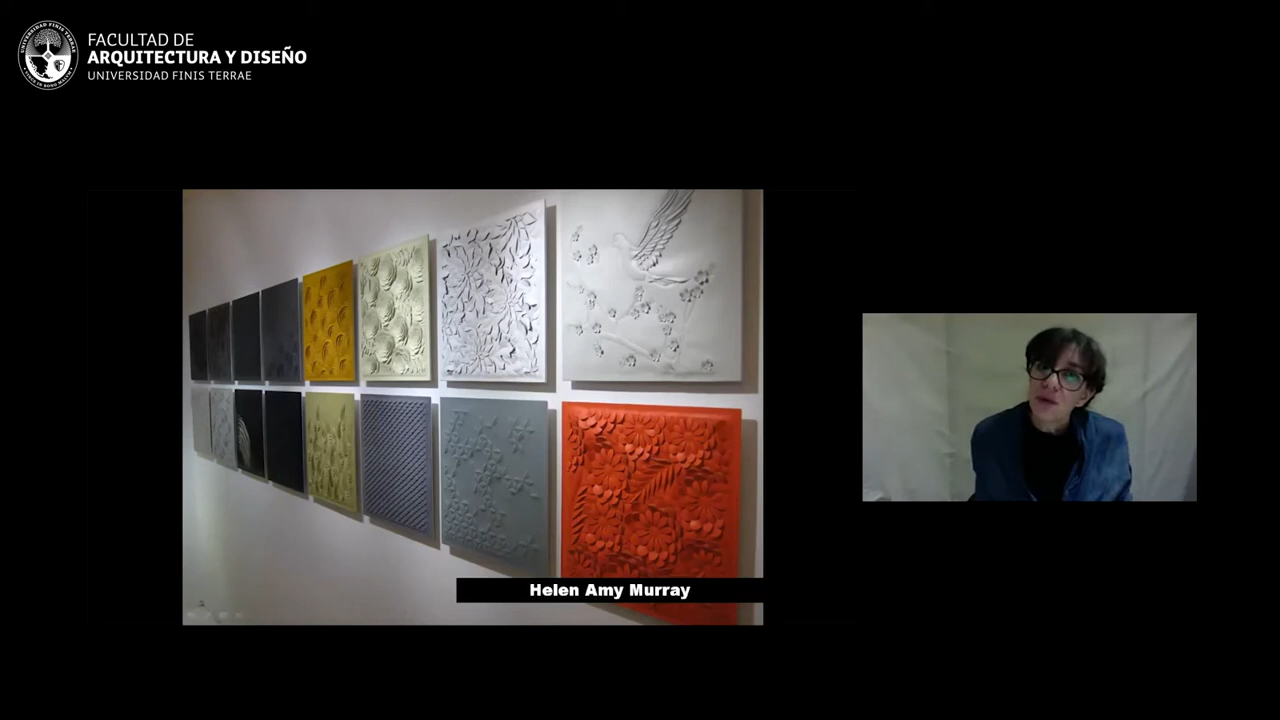 FACULTAD DE
ARQUITECTURA Y DISEÑO
UNIVERSIDAD FINIS TERRAE
Helen Amy Murray